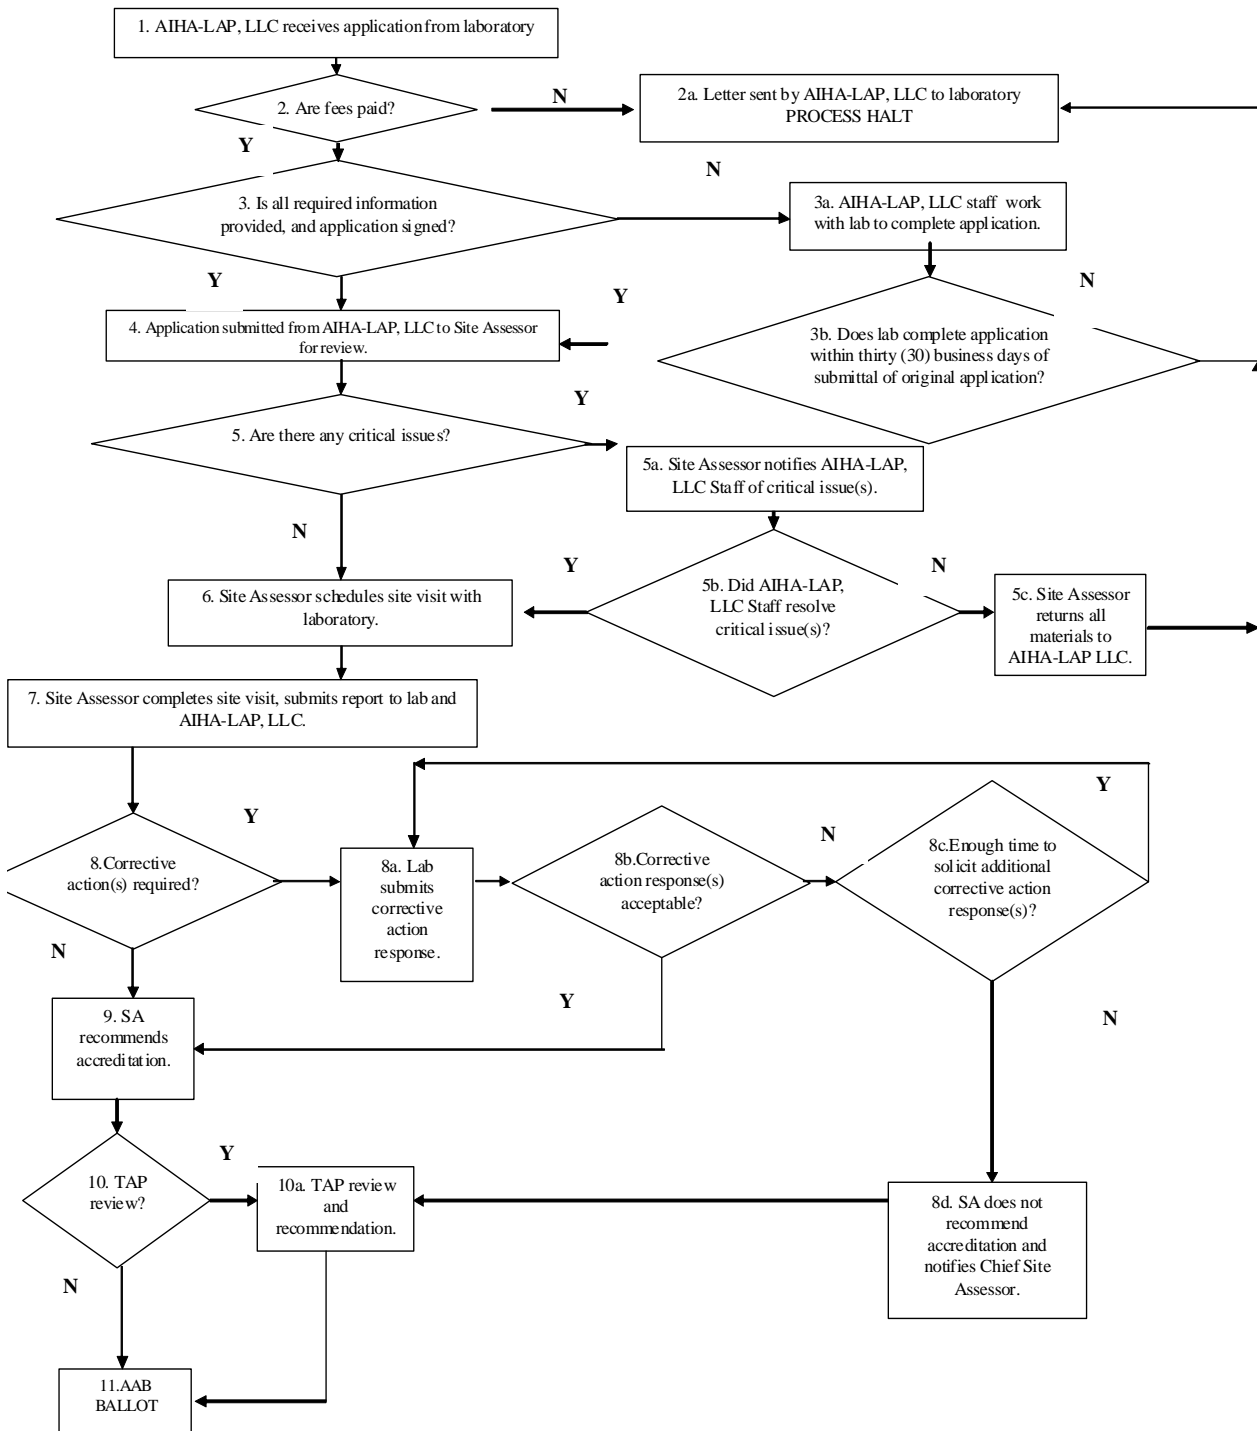 1. AIHA-LAP, LLC receives application from laboratory
2. Are fees paid?
N
2a. Letter sent by AIHA-LAP, LLC to laboratory
PROCESS HALT
Y
N
3. Is all required information
provided, and application signed?
3a. AIHA-LAP, LLC staff work
with lab to complete application.
Y
Y
N
4. Application submitted from AIHA-LAP, LLC to Site Assessor
for review.
3b. Does lab complete application
within thirty (30) business days of
submittal of original application?
Y
5. Are there any critical issues?
5a. Site Assessor notifies AIHA-LAP,
LLC Staff of critical issue(s).
N
Y
N
6. Site Assessor schedules site visit with
laboratory.
5b. Did AIHA-LAP,
LLC Staff resolve
critical issue(s)?
5c. Site Assessor
returns all
materials to
AIHA-LAP LLC.
7. Site Assessor completes site visit, submits report to lab and
AIHA-LAP, LLC.
Y
Y
N
8.Corrective
action(s) required?
8a. Lab
submits
corrective
action
response.
8b.Corrective
action response(s)
acceptable?
8c.Enough time to
solicit additional
corrective action
response(s)?
N
Y
N
9. SA
recommends
accreditation.
Y
10. TAP
review?
10a. TAP review
and
recommendation.
8d. SA does not
recommend
accreditation and
notifies Chief Site
Assessor.
N
11.AAB
BALLOT